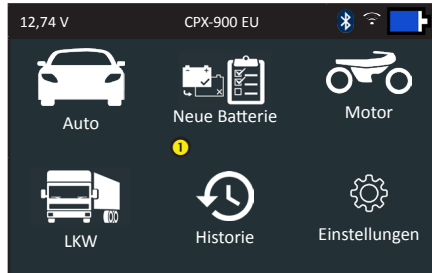 12,74 V CPX-900 EU
Auto Neue Batterie Motor
1
LKW Historie Einstellungen